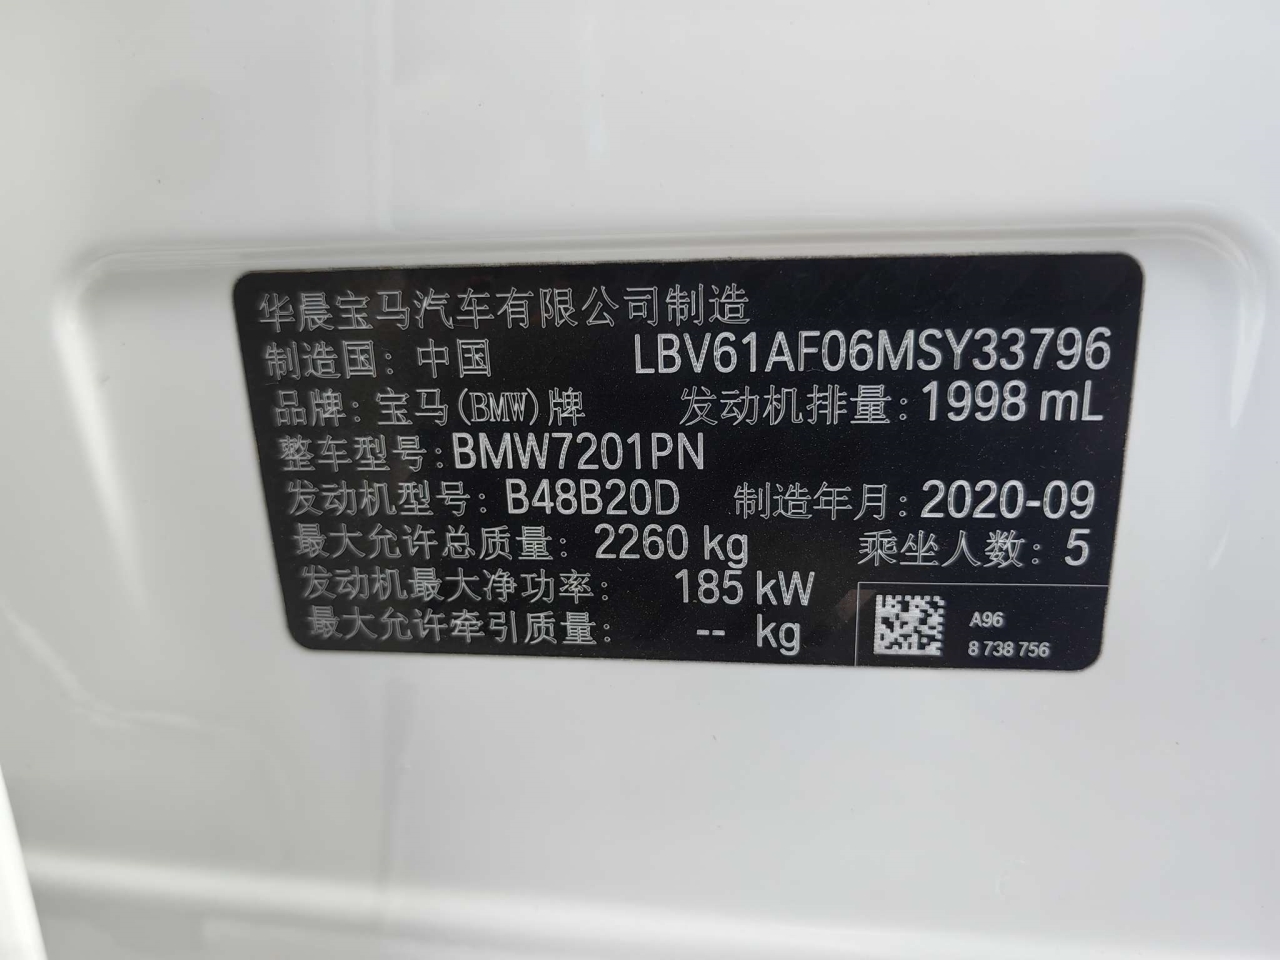 华晨宝马汽车有限公司制造
制造国：中国 LBV61AF06MSY33796
品牌：宝马(BMW)牌 发动机排量：1998 mL
整车型号：BMW7201PN
发动机型号：B48B20D 制造年月：2020-09
最大允许总质量：2260 kg 乘坐人数：5
发动机最大净功率：185 kW
最大允许牵引质量：-- kg
A96
8 738 756